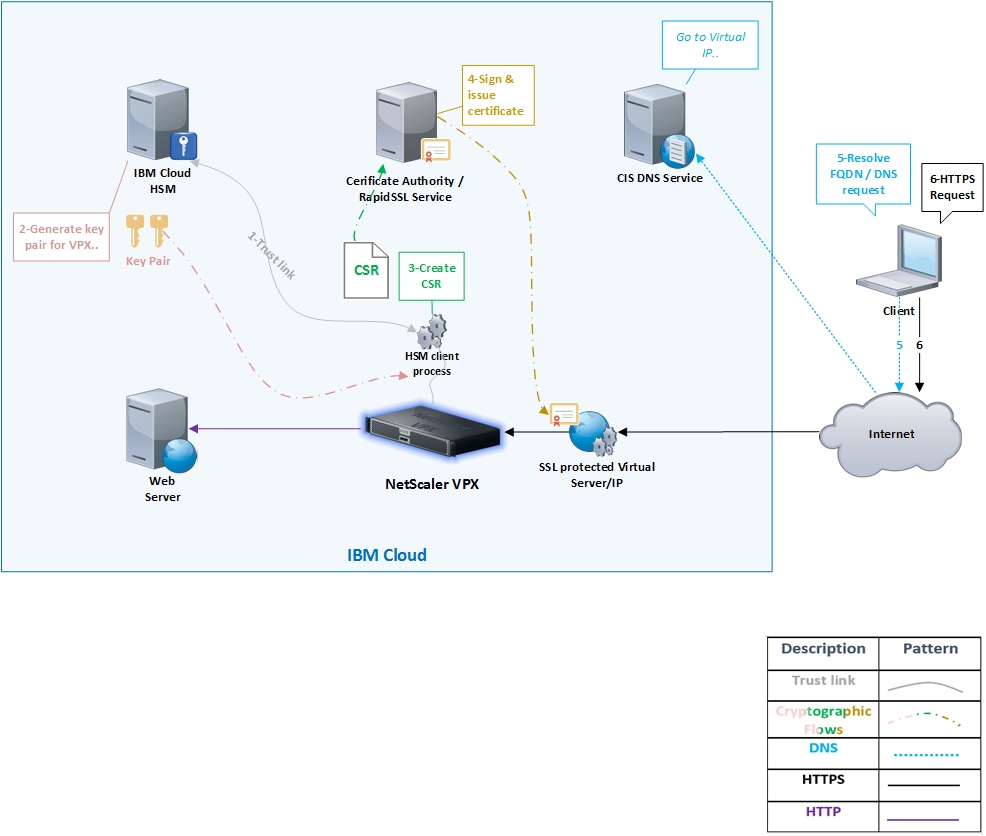 Go to Virtual
IP..
4-Sign &
issue
certificate
IBM Cloud
HSM
Cerificate Authority /
RapidSSL Service
CIS DNS Service
5-Resolve
FQDN / DNS
request
6-HTTPS
Request
2-Generate key
pair for VPX..
Key Pair
1-Trust link
CSR
3-Create
CSR
HSM client
process
Client
5
6
Internet
NetScaler
VPX
Web
Server
NetScaler VPX
SSL protected Virtual
Server/IP
IBM Cloud
Description Pattern
Trust link
Cryptographic
Flows
DNS
HTTPS
HTTP